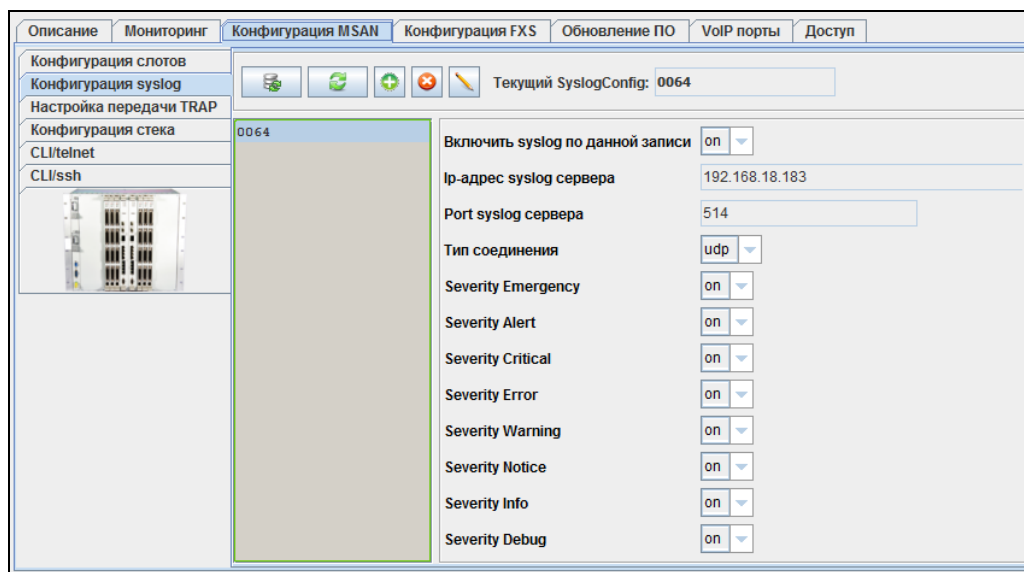 Описание Мониторинг Конфигурация MSAN Конфигурация FXS Обновление ПО VoIP порты Доступ
Конфигурация слотов
Конфигурация syslog
Настройка передачи TRAP
Конфигурация стека
CLI/telnet
CLI/ssh
Текущий SyslogConfig: 0064
0064
Включить syslog по данной записи on
Ip-адрес syslog сервера 192.168.18.183
Port syslog сервера 514
Тип соединения udp
Severity Emergency on
Severity Alert on
Severity Critical on
Severity Error on
Severity Warning on
Severity Notice on
Severity Info on
Severity Debug on